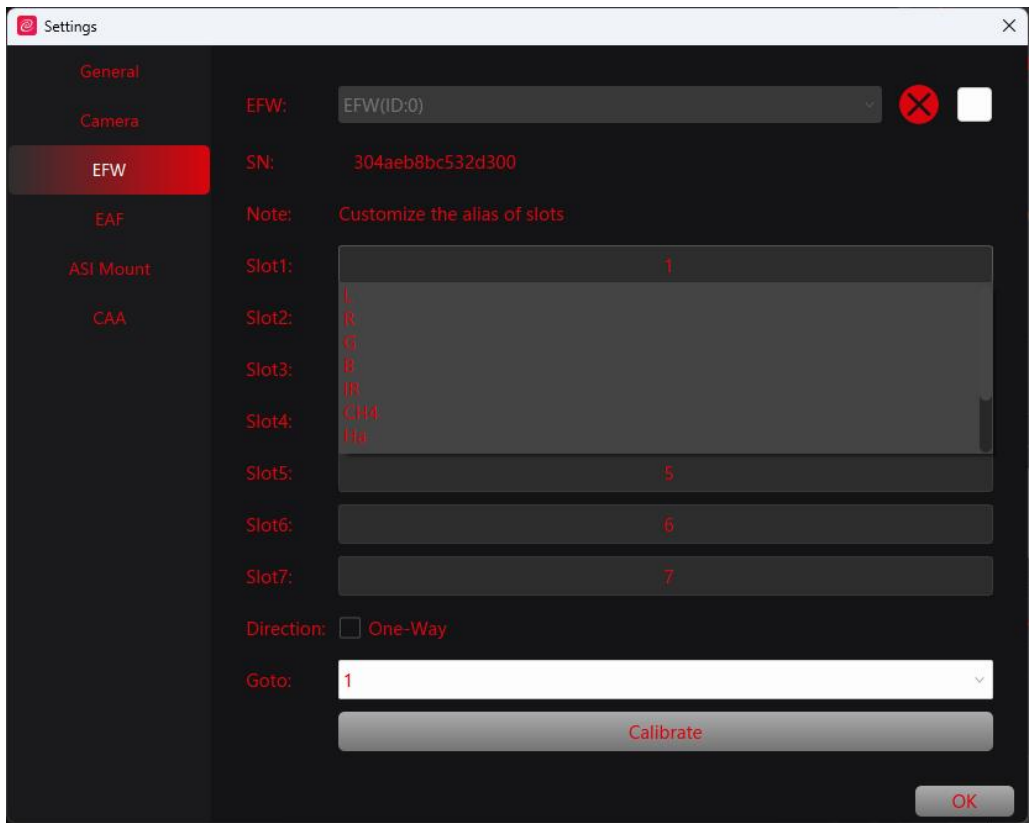 Settings
General
Camera
EFW
EAF
ASI Mount
CAA
EFW: EFW(ID:0)
SN: 304aeb8bc532d300
Note: Customize the alias of slots
Slot1: 1
L
Slot2: R
G
Slot3: B
IR
Slot4: CH4
Ha
Slot5: 5
Slot6: 6
Slot7: 7
Direction: One-Way
Goto: 1
Calibrate
OK